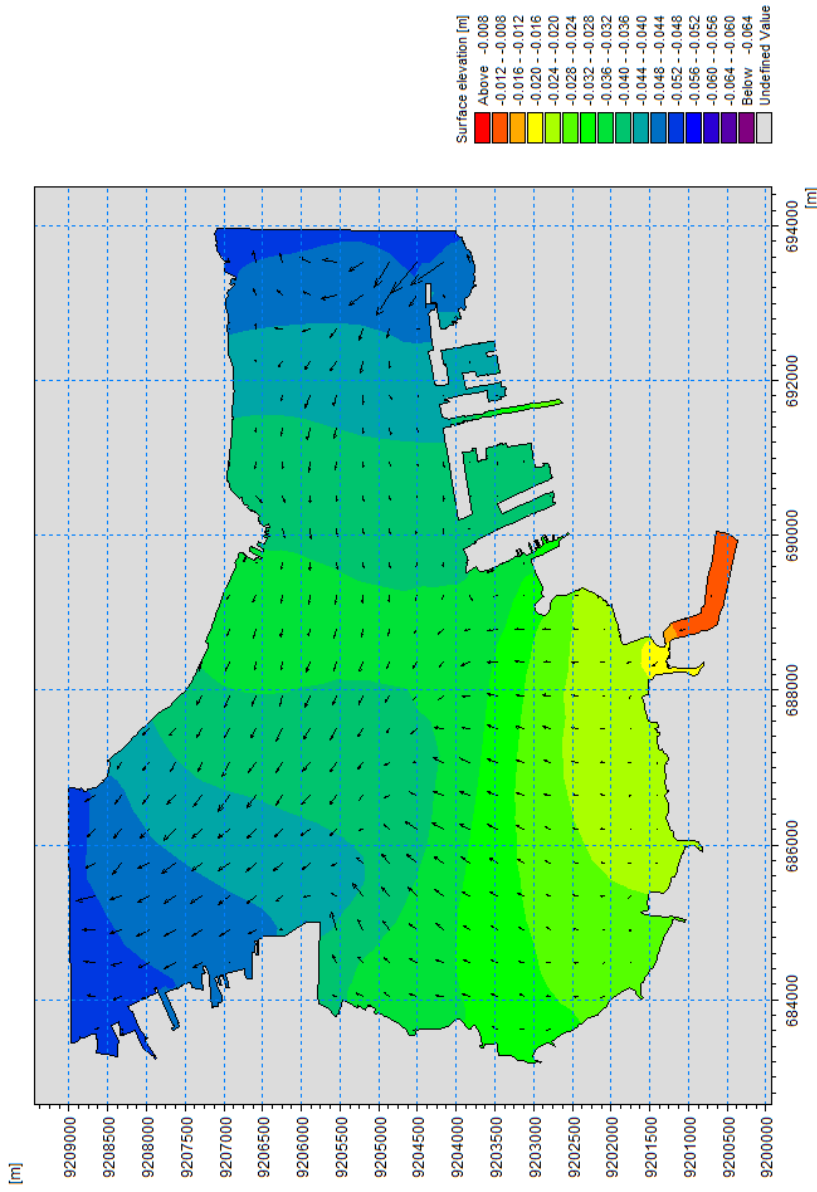 Surface elevation [m]
Above -0.008
-0.012 - -0.008
-0.016 - -0.012
-0.020 - -0.016
-0.024 - -0.020
-0.028 - -0.024
-0.032 - -0.028
-0.036 - -0.032
-0.040 - -0.036
-0.044 - -0.040
-0.048 - -0.044
-0.052 - -0.048
-0.056 - -0.052
-0.060 - -0.056
-0.064 - -0.060
Below -0.064
Undefined Value
[m]
9209000
9208500
9208000
9207500
9207000
9206500
9206000
9205500
9205000
9204500
9204000
9203500
9203000
9202500
9202000
9201500
9201000
9200500
9200000
684000
686000
688000
690000
692000
694000
[m]